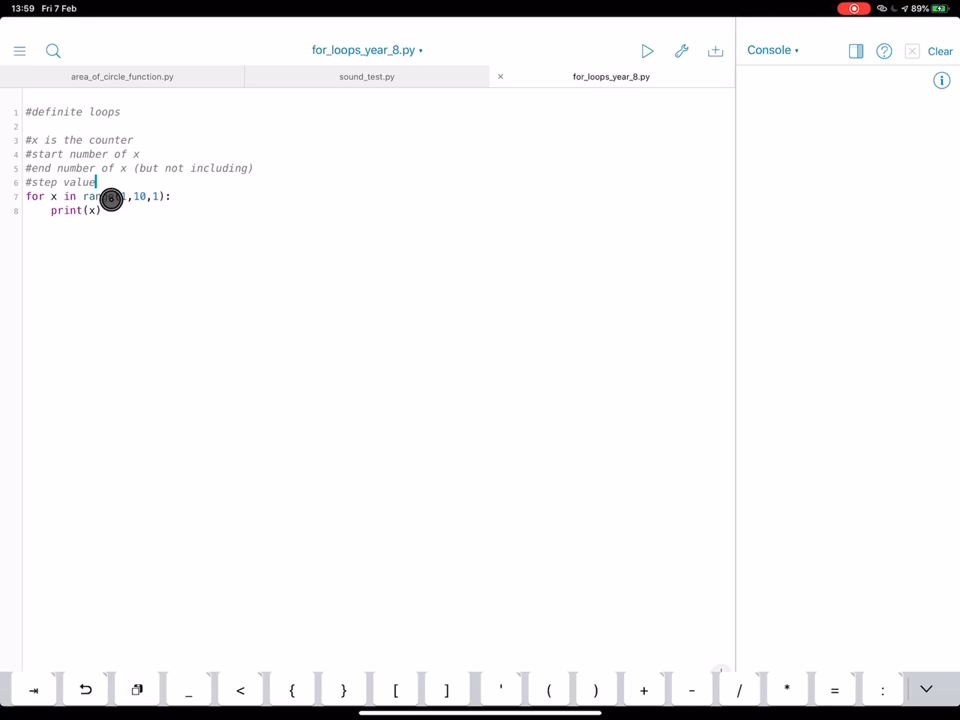 13:59 Fri 7 Feb
89%
for_loops_year_8.py
Console
Clear
area_of_circle_function.py
sound_test.py
for_loops_year_8.py
1 #definite loops
2
3 #x is the counter
4 #start number of x
5 #end number of x (but not including)
6 #step value
7 for x in ,10,1):
8 print(x)
_ < { } [ ] ' ( ) + - / * = :